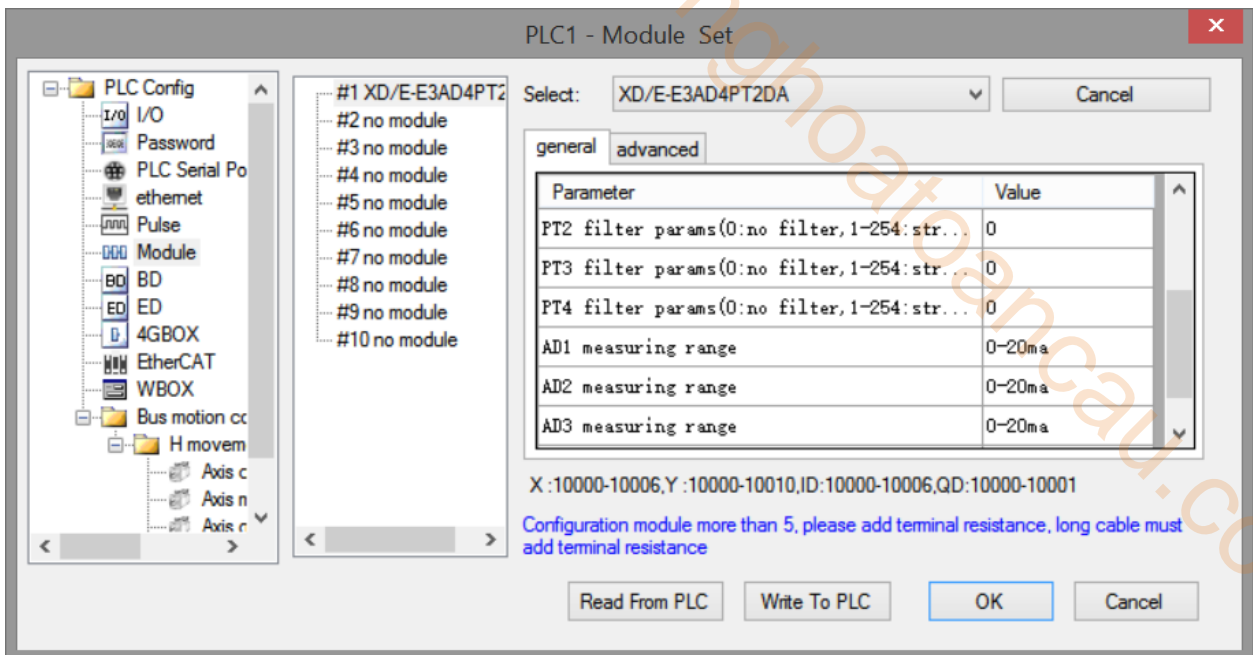 PLC1 - Module Set
PLC Config
I/O I/O
Password
PLC Serial Po
ethernet
Pulse
Module
BD BD
ED ED
4GBOX
EtherCAT
WBOX
Bus motion cc
H movem
Axis c
Axis n
Axis c
#1 XD/E-E3AD4PT2
#2 no module
#3 no module
#4 no module
#5 no module
#6 no module
#7 no module
#8 no module
#9 no module
#10 no module
Select: XD/E-E3AD4PT2DA Cancel
general advanced
Parameter Value
PT2 filter params(0:no filter,1-254:str... 0
PT3 filter params(0:no filter,1-254:str... 0
PT4 filter params(0:no filter,1-254:str... 0
AD1 measuring range 0-20ma
AD2 measuring range 0-20ma
AD3 measuring range 0-20ma
X :10000-10006,Y :10000-10010,ID:10000-10006,QD:10000-10001
Configuration module more than 5, please add terminal resistance, long cable must
add terminal resistance
Read From PLC Write To PLC OK Cancel
nghoatoancau.co